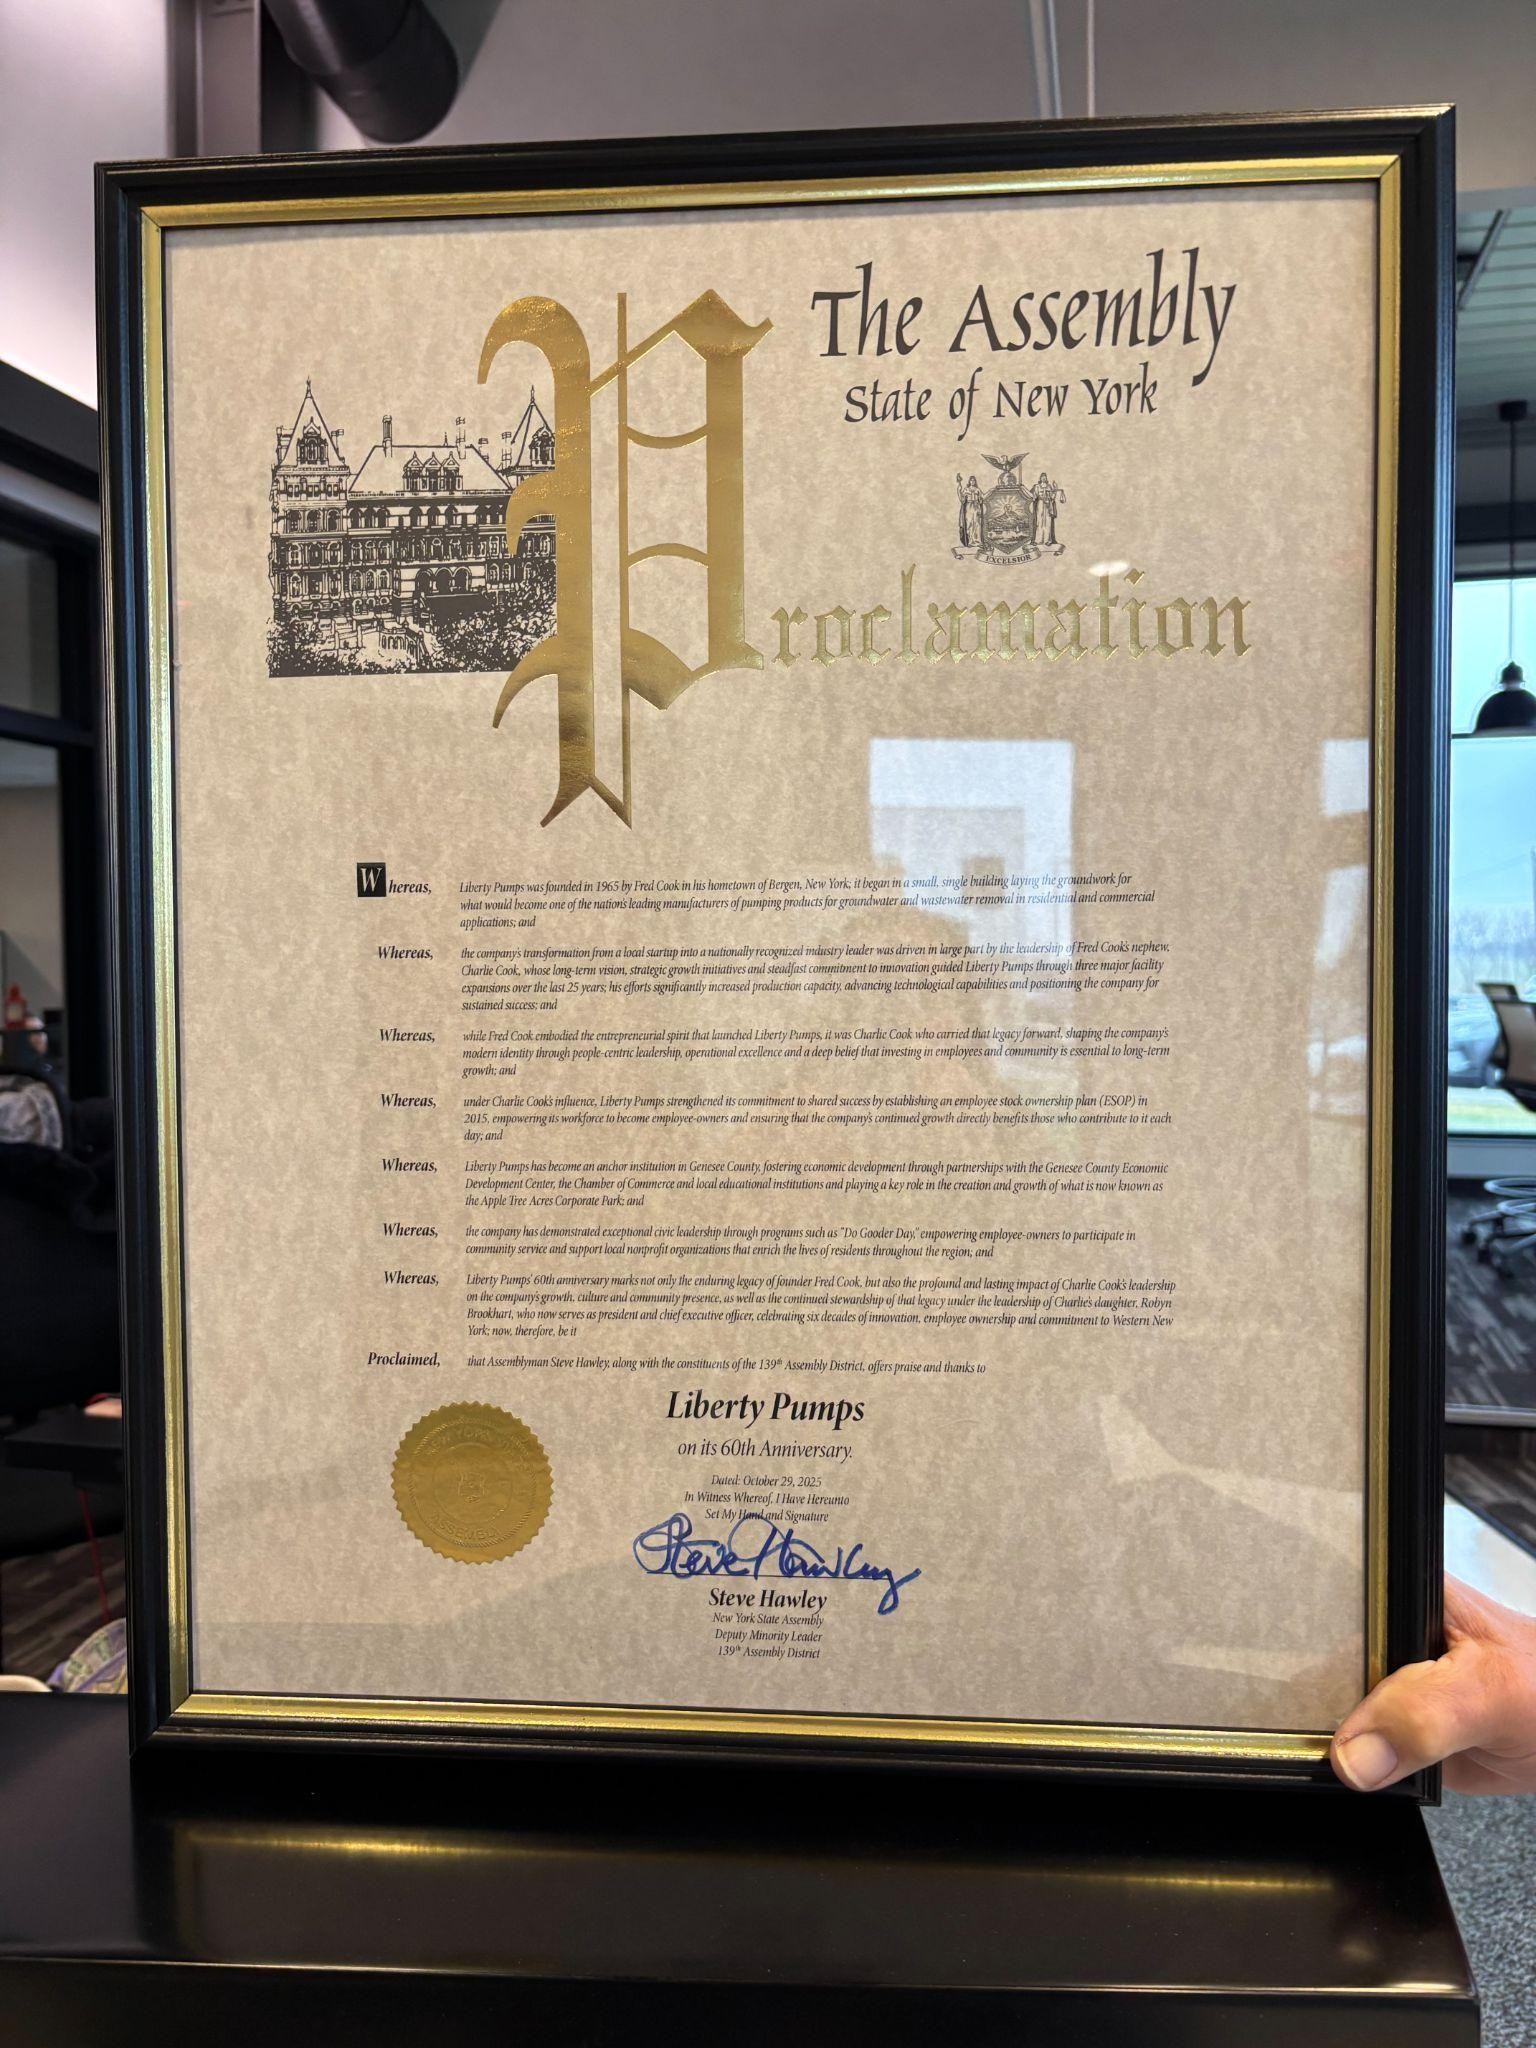 The Assembly
State of New York
EXCELSIOR
Proclamation
Whereas, Liberty Pumps was founded in 1965 by Fred Cook in his hometown of Bergen, New York; it began in a small, single building laying the groundwork for
what would become one of the nation's leading manufacturers of pumping products for groundwater and wastewater removal in residential and commercial
applications; and
Whereas, the company's transformation from a local startup into a nationally recognized industry leader was driven in large part by the leadership of Fred Cook's nephew,
Charlie Cook, whose long-term vision, strategic growth initiatives and steadfast commitment to innovation guided Liberty Pumps through three major facility
expansions over the last 25 years; his efforts significantly increased production capacity, advancing technological capabilities and positioning the company for
sustained success; and
Whereas, while Fred Cook embodied the entrepreneurial spirit that launched Liberty Pumps, it was Charlie Cook who carried that legacy forward, shaping the company's
modern identity through people-centric leadership, operational excellence and a deep belief that investing in employees and community is essential to long-term
growth; and
Whereas, under Charlie Cook's influence, Liberty Pumps strengthened its commitment to shared success by establishing an employee stock ownership plan (ESOP) in
2015, empowering its workforce to become employee-owners and ensuring that the company's continued growth directly benefits those who contribute to it each
day; and
Whereas, Liberty Pumps has become an anchor institution in Genesee County, fostering economic development through partnerships with the Genesee County Economic
Development Center, the Chamber of Commerce and local educational institutions and playing a key role in the creation and growth of what is now known as
the Apple Tree Acres Corporate Park; and
Whereas, the company has demonstrated exceptional civic leadership through programs such as "Do Gooder Day," empowering employee-owners to participate in
community service and support local nonprofit organizations that enrich the lives of residents throughout the region; and
Whereas, Liberty Pumps' 60th anniversary marks not only the enduring legacy of founder Fred Cook, but also the profound and lasting impact of Charlie Cook's leadership
on the company's growth, culture and community presence, as well as the continued stewardship of that legacy under the leadership of Charlie's daughter, Robyn
Brookhart, who now serves as president and chief executive officer, celebrating six decades of innovation, employee ownership and commitment to Western New
York; now, therefore, be it
Proclaimed, that Assemblyman Steve Hawley, along with the constituents of the 139th Assembly District, offers praise and thanks to
Liberty Pumps
on its 60th Anniversary.
Dated: October 29, 2025
In Witness Whereof, I Have Hereunto
Set My Hand and Signature
Steve Hawley
Steve Hawley
New York State Assembly
Deputy Minority Leader
139th Assembly District
NEW YORK STATE
ASSEMBLY